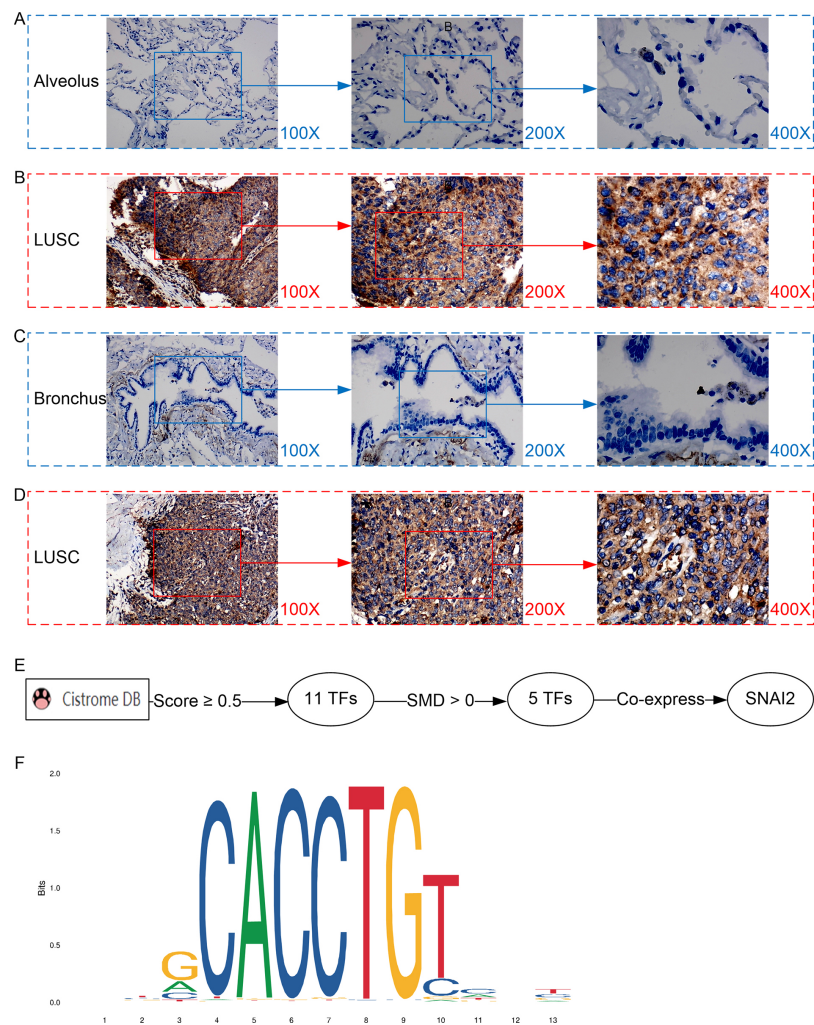 A
Alveolus
B
100X
200X
400X
B
LUSC
100X
200X
400X
C
Bronchus
100X
200X
400X
D
LUSC
B
100X
200X
400X
E
Cistrome DB
Score ≥ 0.5
11 TFs
SMD > 0
5 TFs
Co-express
SNAI2
F
2.0
1.5
1.0
0.5
0.0
Bits
GACCACCTGTC
1 2 3 4 5 6 7 8 9 10 11 12 13